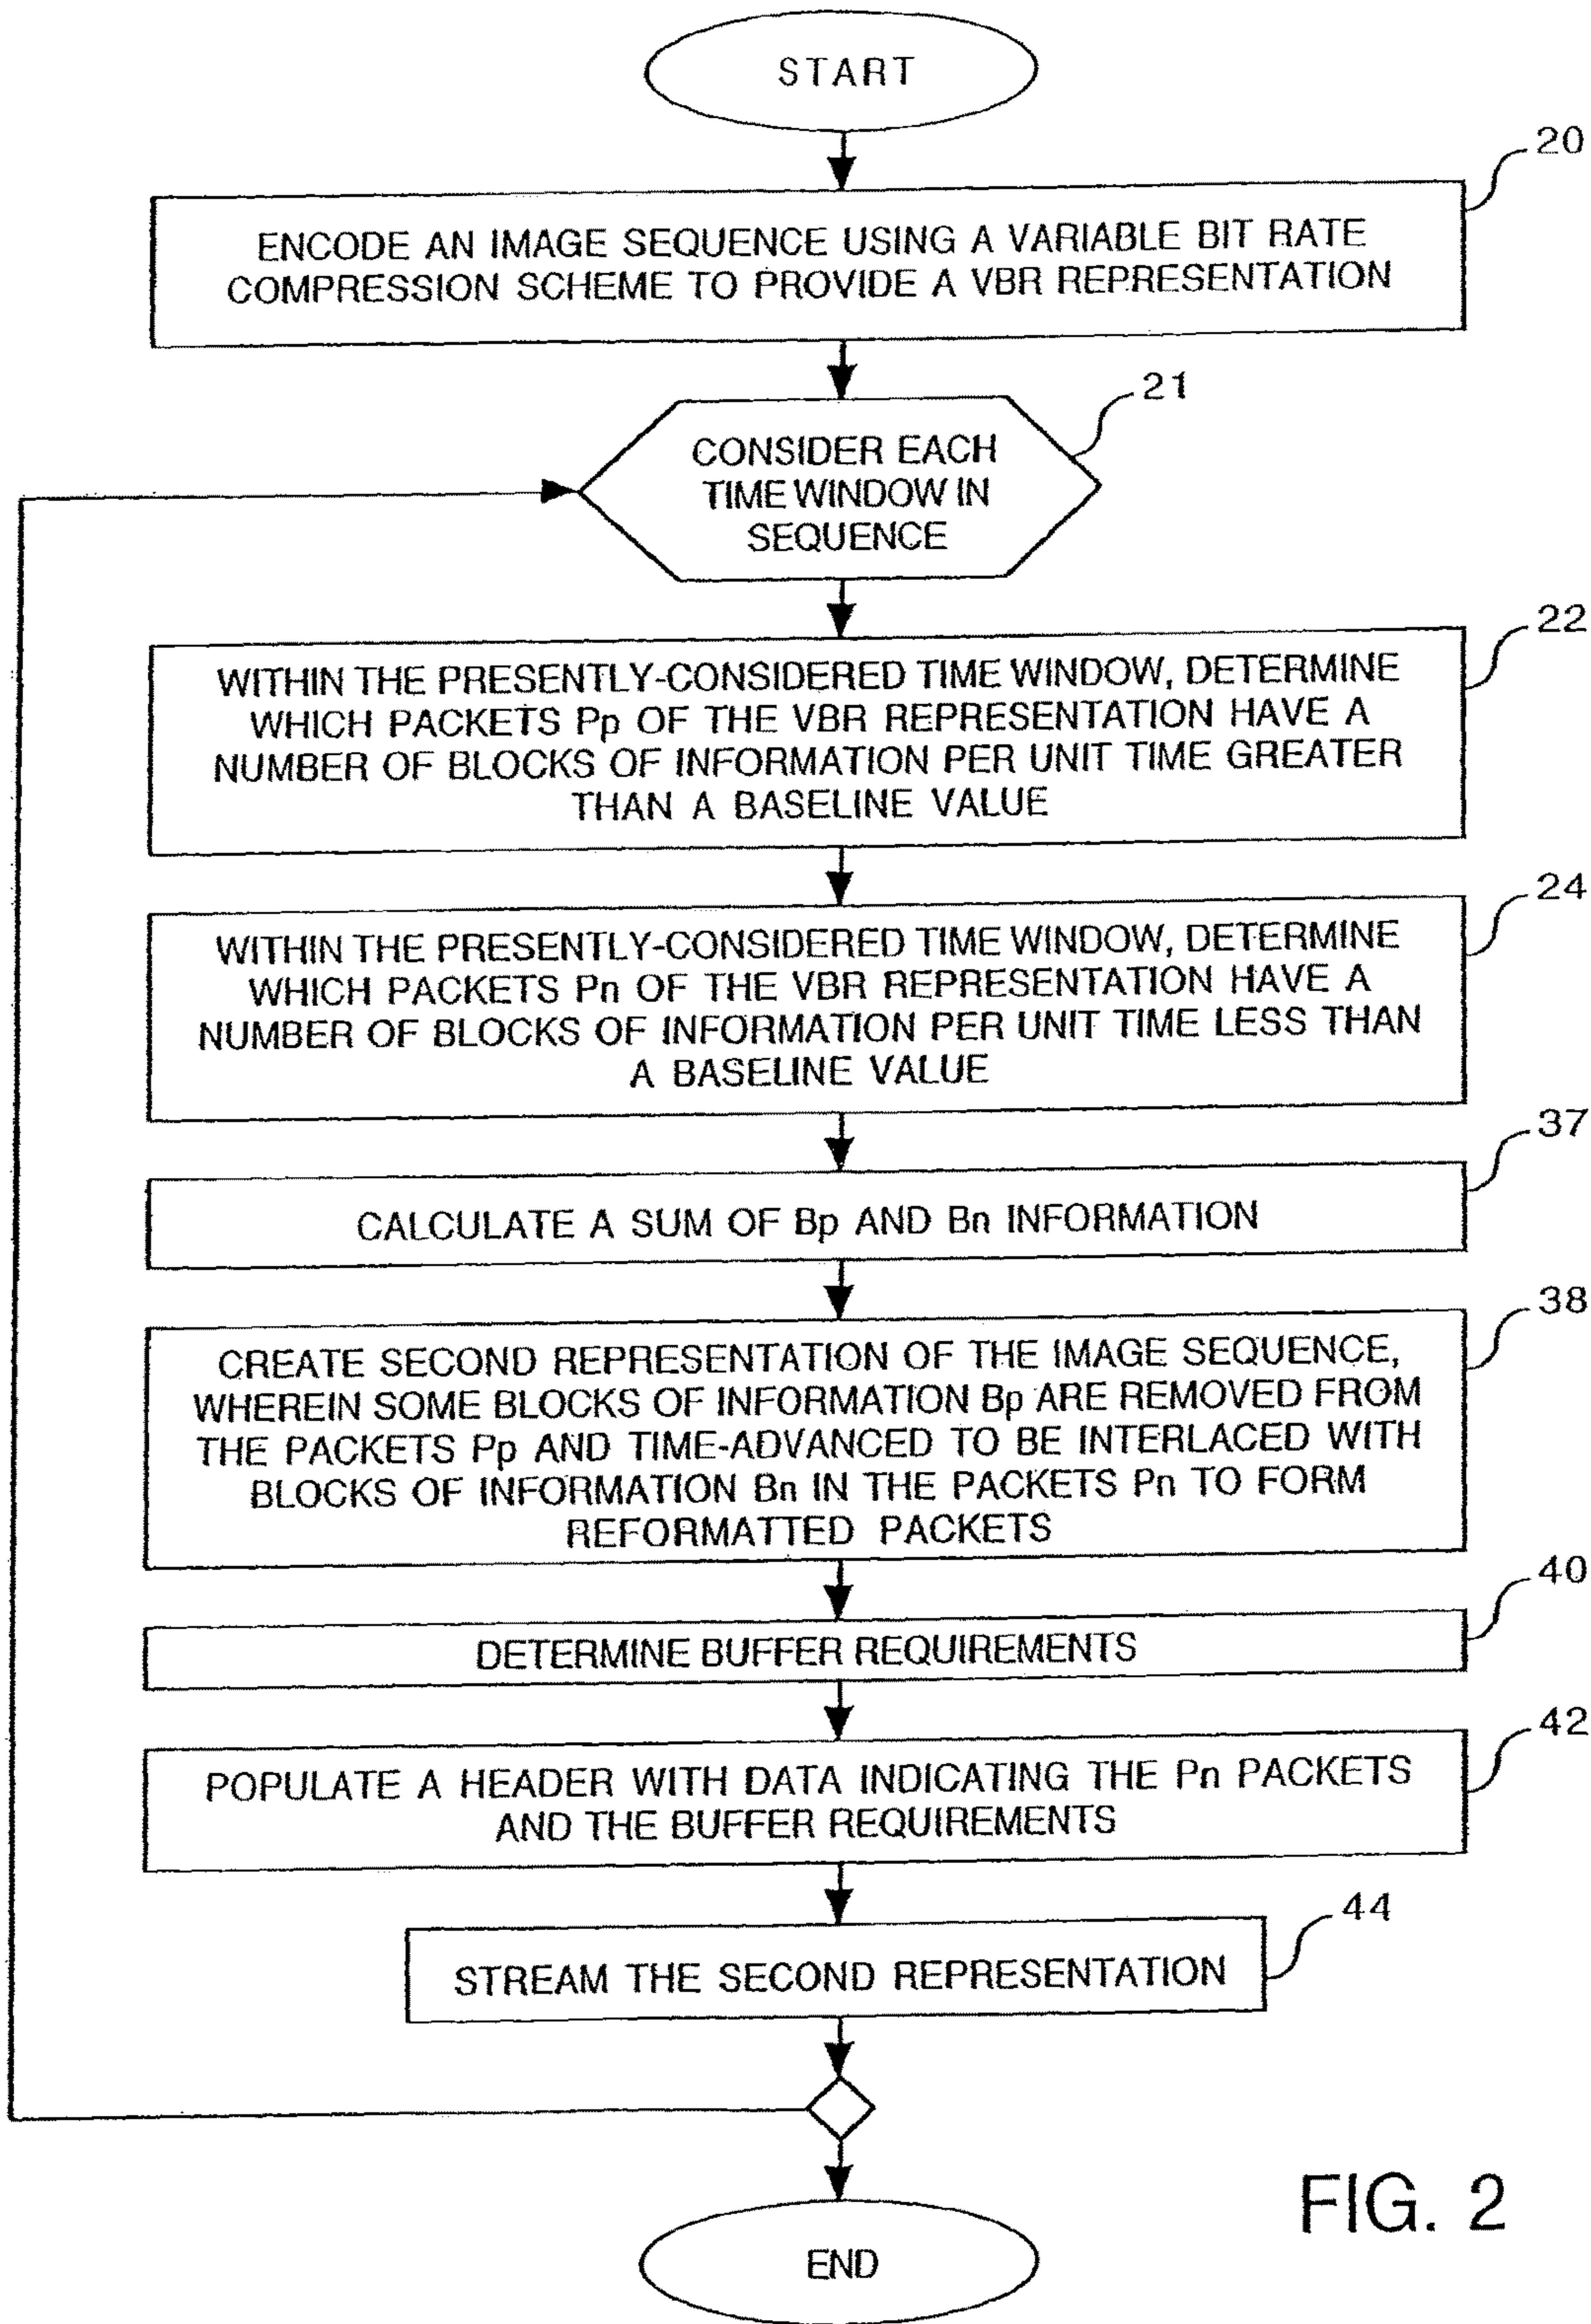 START
20
ENCODE AN IMAGE SEQUENCE USING A VARIABLE BIT RATE
COMPRESSION SCHEME TO PROVIDE A VBR REPRESENTATION
21
CONSIDER EACH
TIME WINDOW IN
SEQUENCE
22
WITHIN THE PRESENTLY-CONSIDERED TIME WINDOW, DETERMINE
WHICH PACKETS Pp OF THE VBR REPRESENTATION HAVE A
NUMBER OF BLOCKS OF INFORMATION PER UNIT TIME GREATER
THAN A BASELINE VALUE
24
WITHIN THE PRESENTLY-CONSIDERED TIME WINDOW, DETERMINE
WHICH PACKETS Pn OF THE VBR REPRESENTATION HAVE A
NUMBER OF BLOCKS OF INFORMATION PER UNIT TIME LESS THAN
A BASELINE VALUE
37
CALCULATE A SUM OF Bp AND Bn INFORMATION
38
CREATE SECOND REPRESENTATION OF THE IMAGE SEQUENCE,
WHEREIN SOME BLOCKS OF INFORMATION Bp ARE REMOVED FROM
THE PACKETS Pp AND TIME-ADVANCED TO BE INTERLACED WITH
BLOCKS OF INFORMATION Bn IN THE PACKETS Pn TO FORM
REFORMATTED PACKETS
40
DETERMINE BUFFER REQUIREMENTS
42
POPULATE A HEADER WITH DATA INDICATING THE Pn PACKETS
AND THE BUFFER REQUIREMENTS
44
STREAM THE SECOND REPRESENTATION
END
FIG. 2